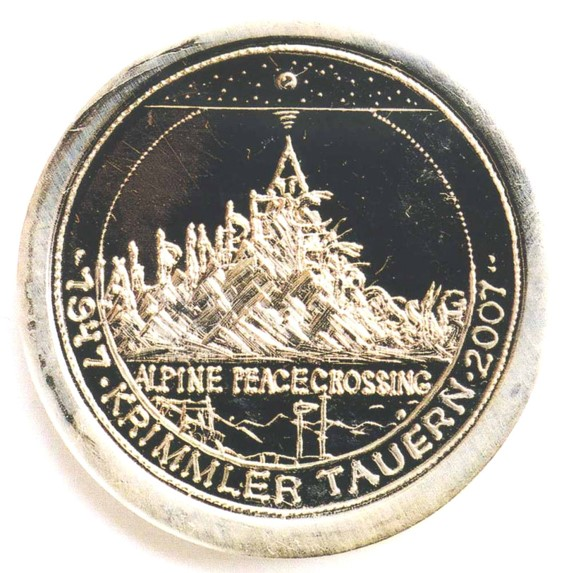 ALPINE PEACECROSSING
1947 · KRIMMLER TAUERN · 2007